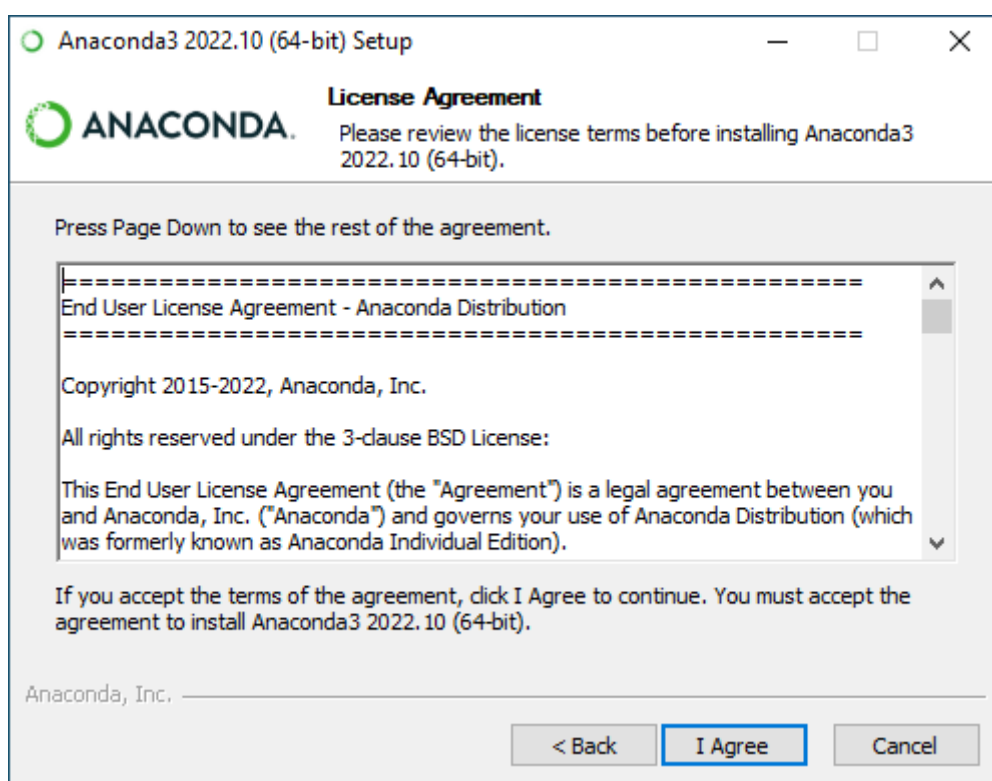 Anaconda3 2022.10 (64-bit) Setup
ANACONDA.
License Agreement
Please review the license terms before installing Anaconda3
2022.10 (64-bit).
Press Page Down to see the rest of the agreement.
==================================================
End User License Agreement - Anaconda Distribution
==================================================
Copyright 2015-2022, Anaconda, Inc.
All rights reserved under the 3-clause BSD License:
This End User License Agreement (the "Agreement") is a legal agreement between you
and Anaconda, Inc. ("Anaconda") and governs your use of Anaconda Distribution (which
was formerly known as Anaconda Individual Edition).
If you accept the terms of the agreement, click I Agree to continue. You must accept the
agreement to install Anaconda3 2022.10 (64-bit).
Anaconda, Inc.
< Back
I Agree
Cancel